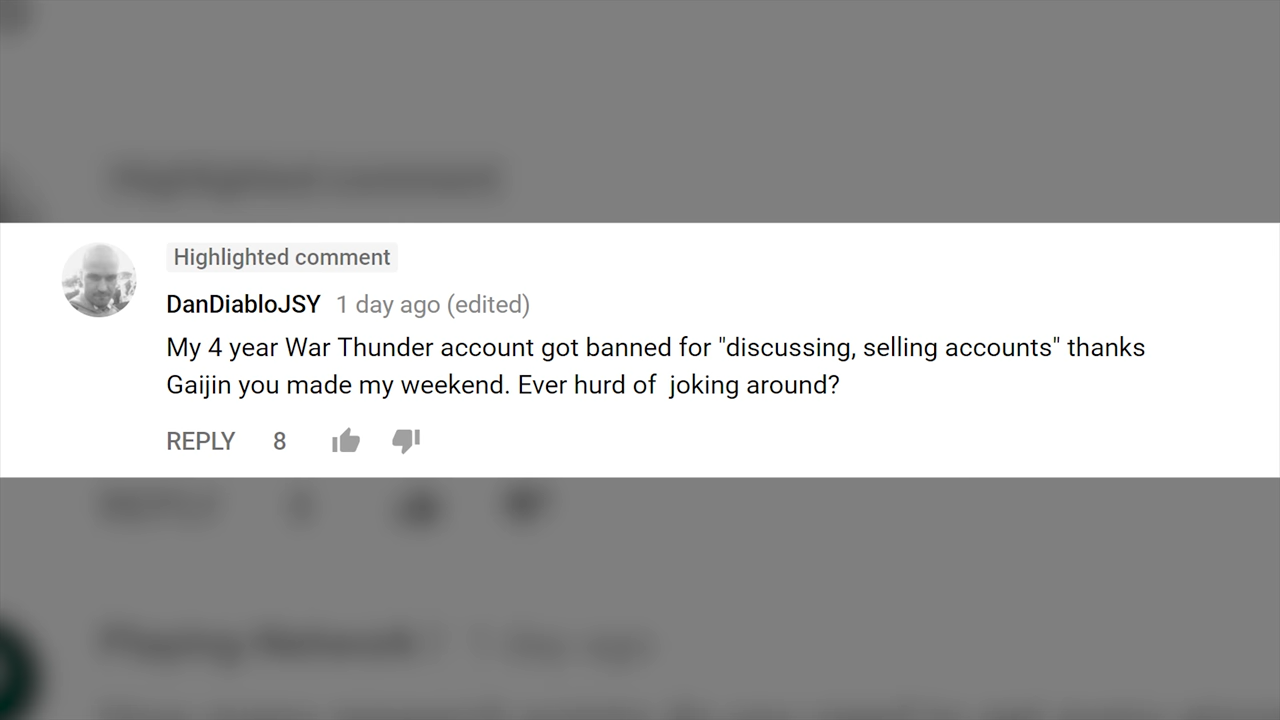 Highlighted comment
DanDiabloJSY 1 day ago (edited)
My 4 year War Thunder account got banned for "discussing, selling accounts" thanks
Gaijin you made my weekend. Ever hurd of  joking around?
REPLY 8